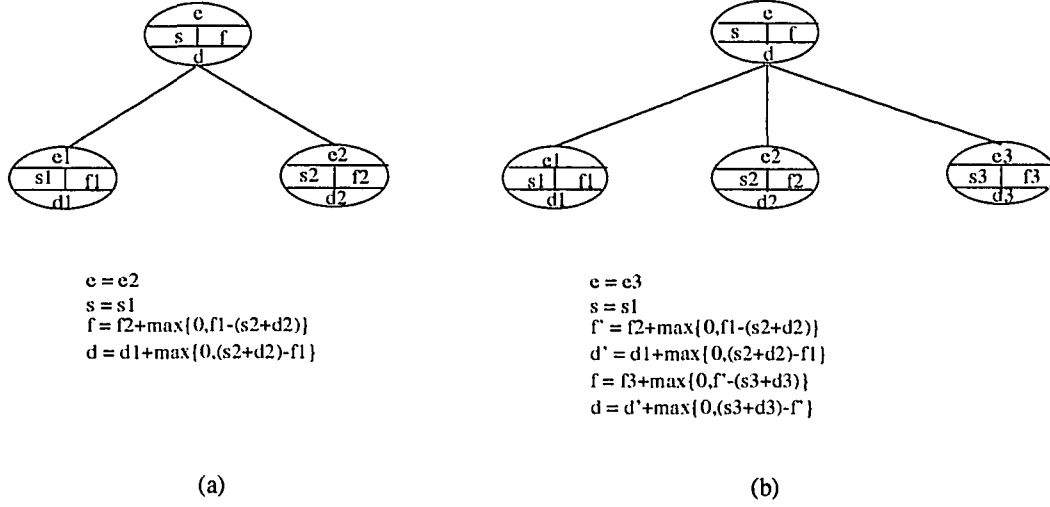 e
s f
d
e1
s1 f1
d1
e2
s2 f2
d2
e = e2
s = s1
f = f2+max{0,f1-(s2+d2)}
d = d1+max{0,(s2+d2)-f1}
(a)
e
s f
d
e1
s1 f1
d1
e2
s2 f2
d2
e3
s3 f3
d3
e = e3
s = s1
f' = f2+max{0,f1-(s2+d2)}
d' = d1+max{0,(s2+d2)-f1}
f = f3+max{0,f'-(s3+d3)}
d = d'+max{0,(s3+d3)-f'}
(b)